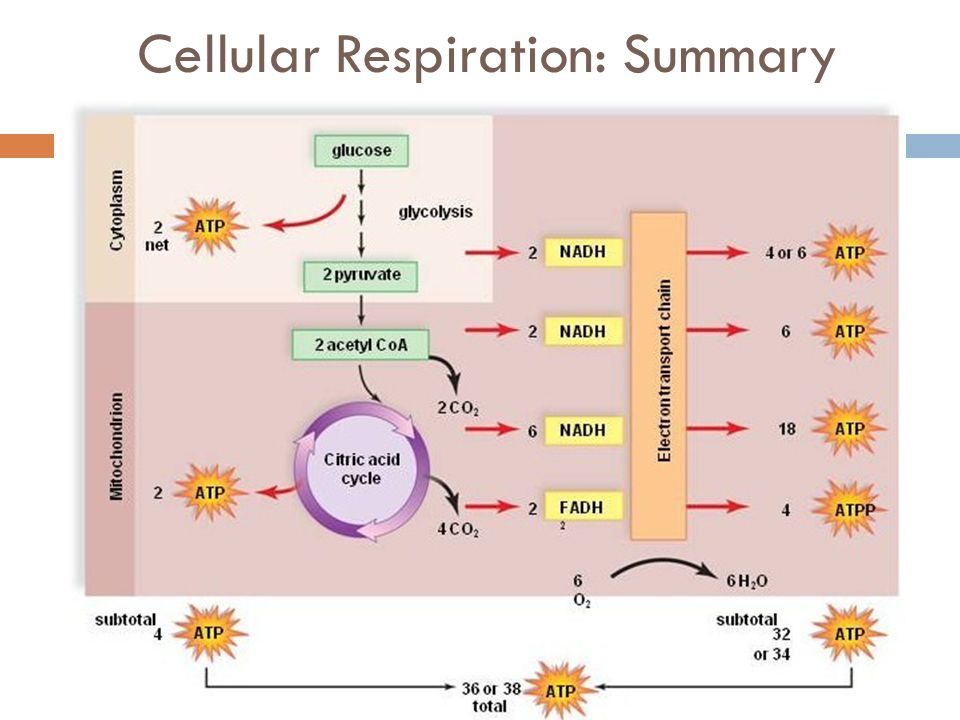 Cellular Respiration: Summary
Cytoplasm
glucose
glycolysis
2
net
ATP
2 pyruvate
2 NADH
4 or 6 ATP
Mitochondrion
2 acetyl CoA
2 CO2
2 NADH
6 ATP
Electron transport chain
Citric acid
cycle
6 NADH
18 ATP
2 ATP
4 CO2
2 FADH
2
4 ATPP
6
O2
6 H2O
subtotal
4
ATP
subtotal
32
or 34
ATP
36 or 38
total
ATP